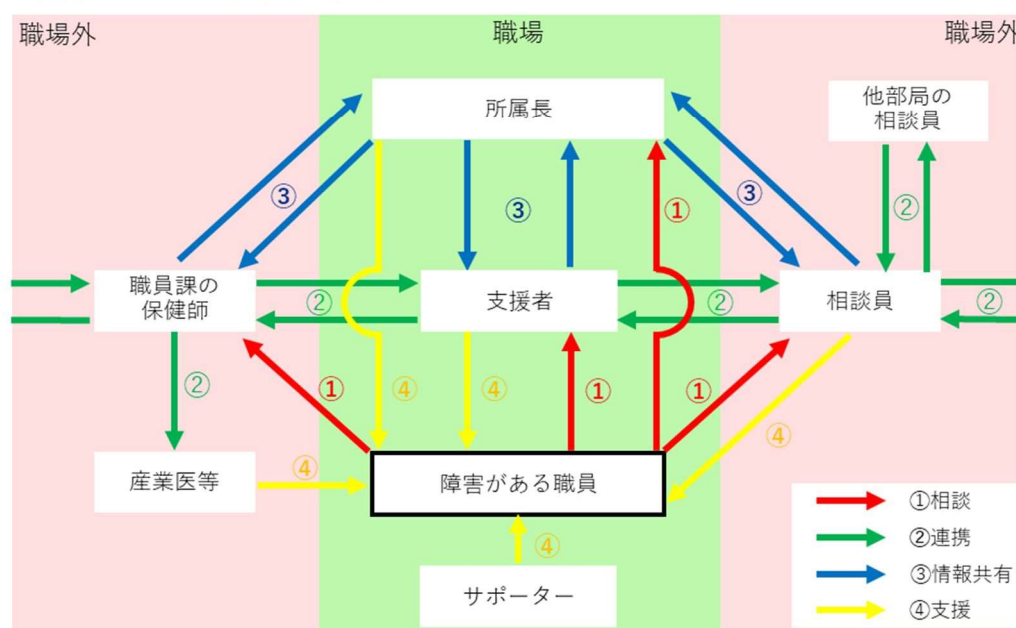 職場外
職場
職場外
所属長
他部局の
相談員
③
③
③
①
②
職員課の
保健師
②
支援者
②
相談員
②
②
①
④
④
①
①
④
産業医等
④
障害がある職員
④
サポーター
①相談
②連携
③情報共有
④支援